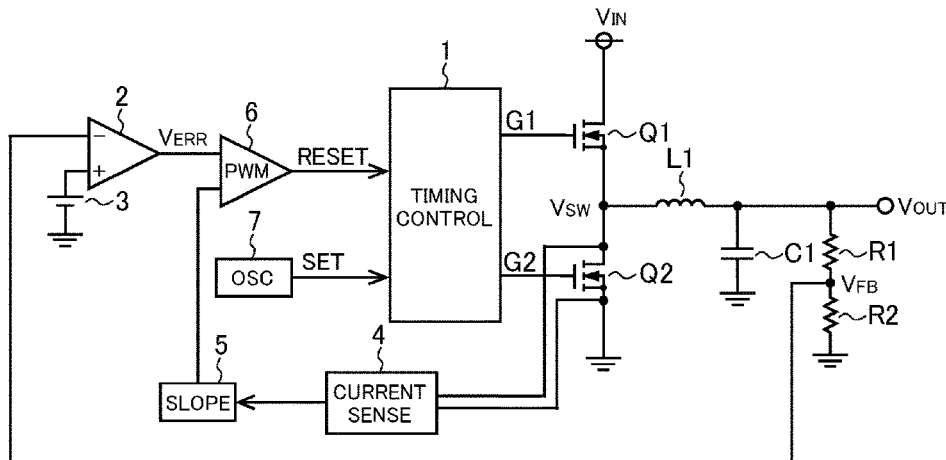 VIN
1
2
6
G1
Q1
VERR
−
+
PWM
RESET
L1
3
TIMING
CONTROL
VSW
VOUT
7
OSC
SET
G2
Q2
C1
R1
VFB
R2
5
4
SLOPE
CURRENT
SENSE